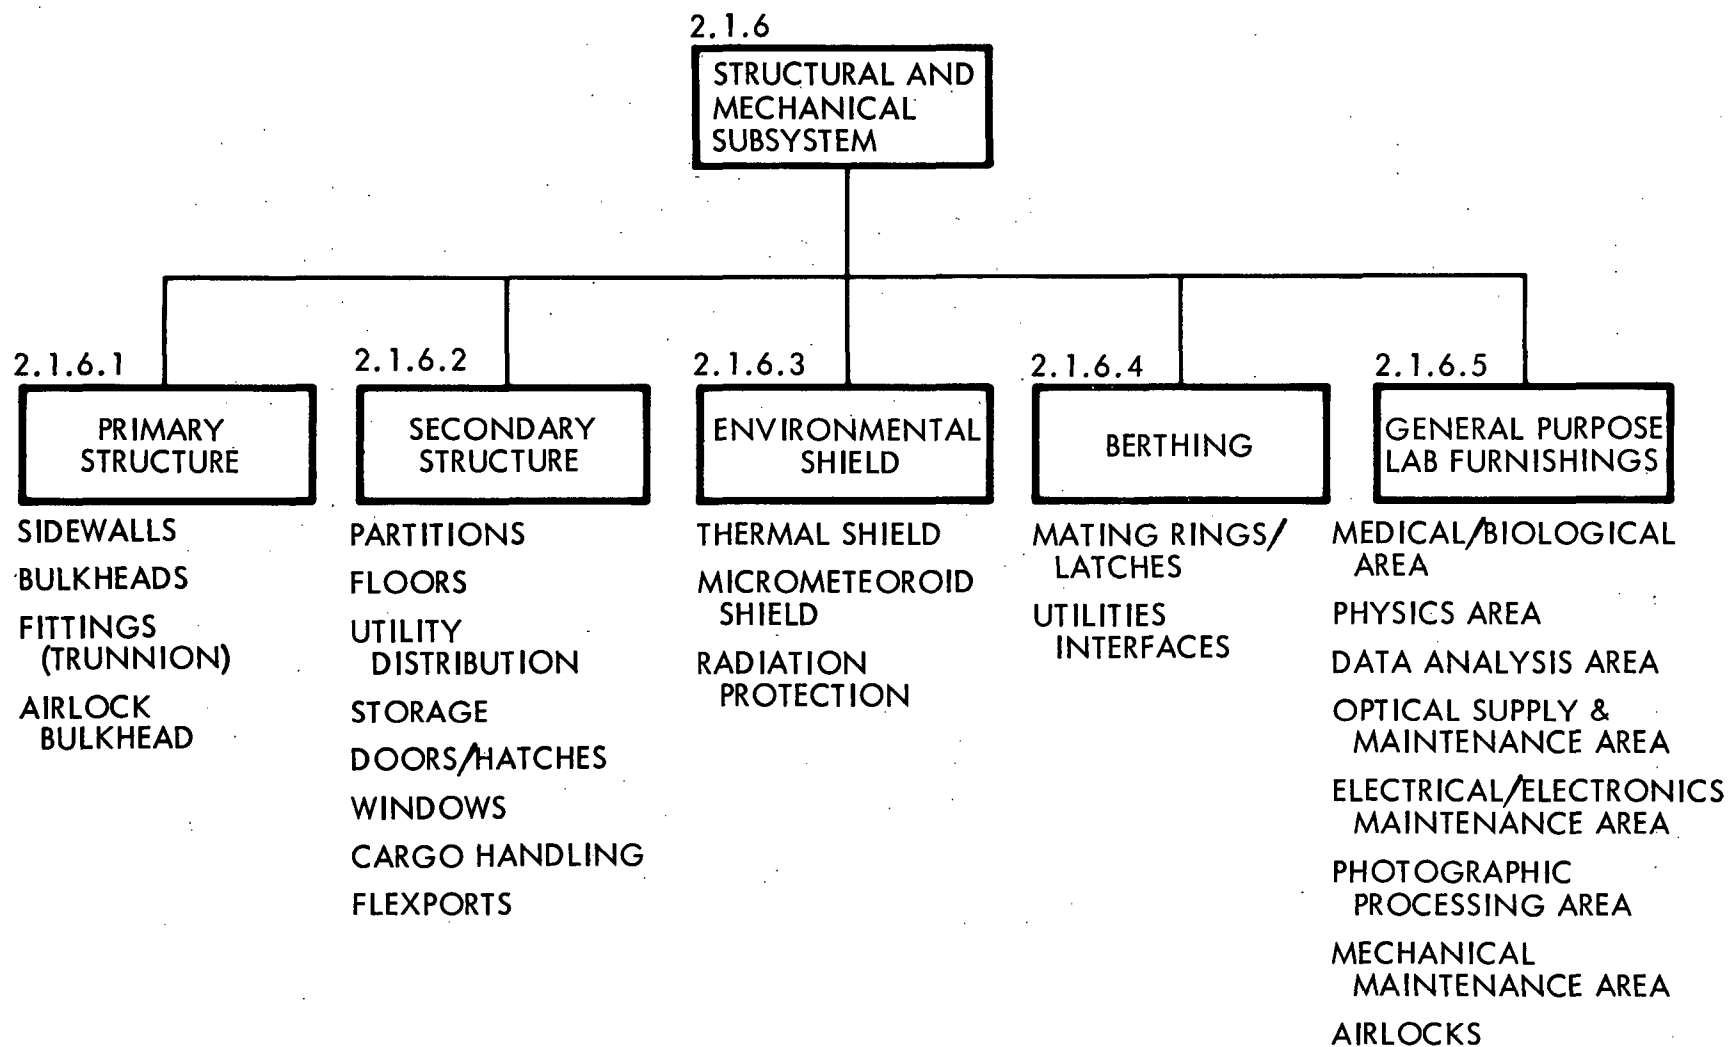 2.1.6
STRUCTURAL AND
MECHANICAL
SUBSYSTEM
2.1.6.1
PRIMARY
STRUCTURE
SIDEWALLS
BULKHEADS
FITTINGS
(TRUNNION)
AIRLOCK
BULKHEAD
2.1.6.2
SECONDARY
STRUCTURE
PARTITIONS
FLOORS
UTILITY
DISTRIBUTION
STORAGE
DOORS/HATCHES
WINDOWS
CARGO HANDLING
FLEXPORTS
2.1.6.3
ENVIRONMENTAL
SHIELD
THERMAL SHIELD
MICROMETEOROID
SHIELD
RADIATION
PROTECTION
2.1.6.4
BERTHING
MATING RINGS/
LATCHES
UTILITIES
INTERFACES
2.1.6.5
GENERAL PURPOSE
LAB FURNISHINGS
MEDICAL/BIOLOGICAL
AREA
PHYSICS AREA
DATA ANALYSIS AREA
OPTICAL SUPPLY &
MAINTENANCE AREA
ELECTRICAL/ELECTRONICS
MAINTENANCE AREA
PHOTOGRAPHIC
PROCESSING AREA
MECHANICAL
MAINTENANCE AREA
AIRLOCKS